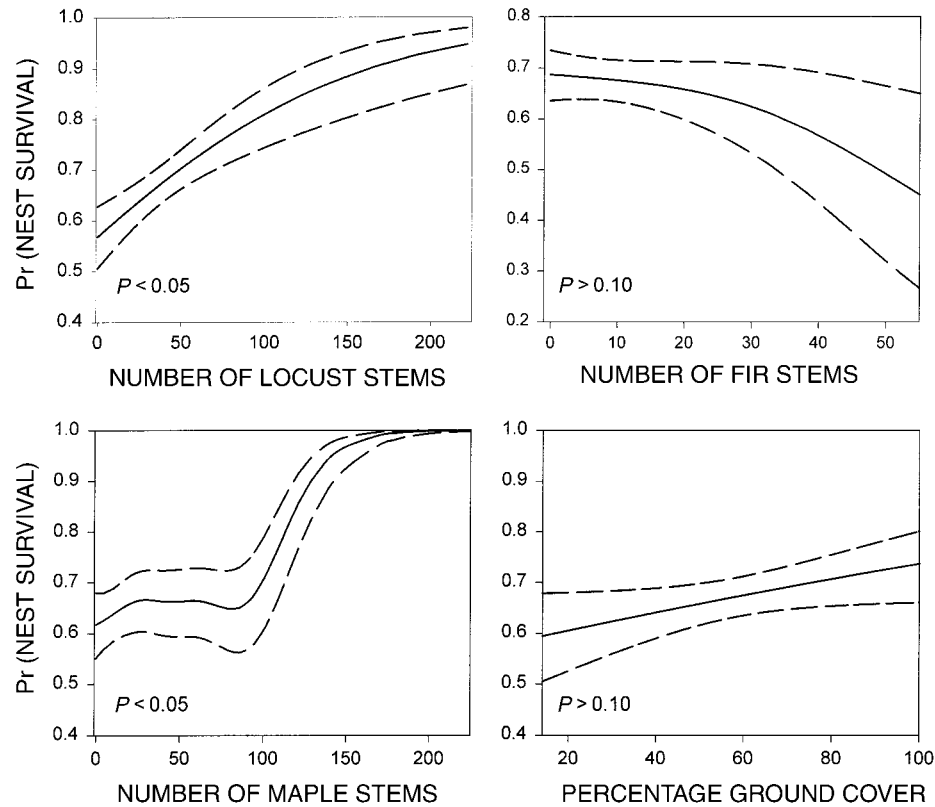 Pr (NEST SURVIVAL)
1.0
0.9
0.8
0.7
0.6
0.5
0.4
P < 0.05
0 50 100 150 200
NUMBER OF LOCUST STEMS
0.8
0.7
0.6
0.5
0.4
0.3
0.2
P > 0.10
0 10 20 30 40 50
NUMBER OF FIR STEMS
Pr (NEST SURVIVAL)
1.0
0.9
0.8
0.7
0.6
0.5
0.4
P < 0.05
0 50 100 150 200
NUMBER OF MAPLE STEMS
1.0
0.9
0.8
0.7
0.6
0.5
0.4
P > 0.10
20 40 60 80 100
PERCENTAGE GROUND COVER